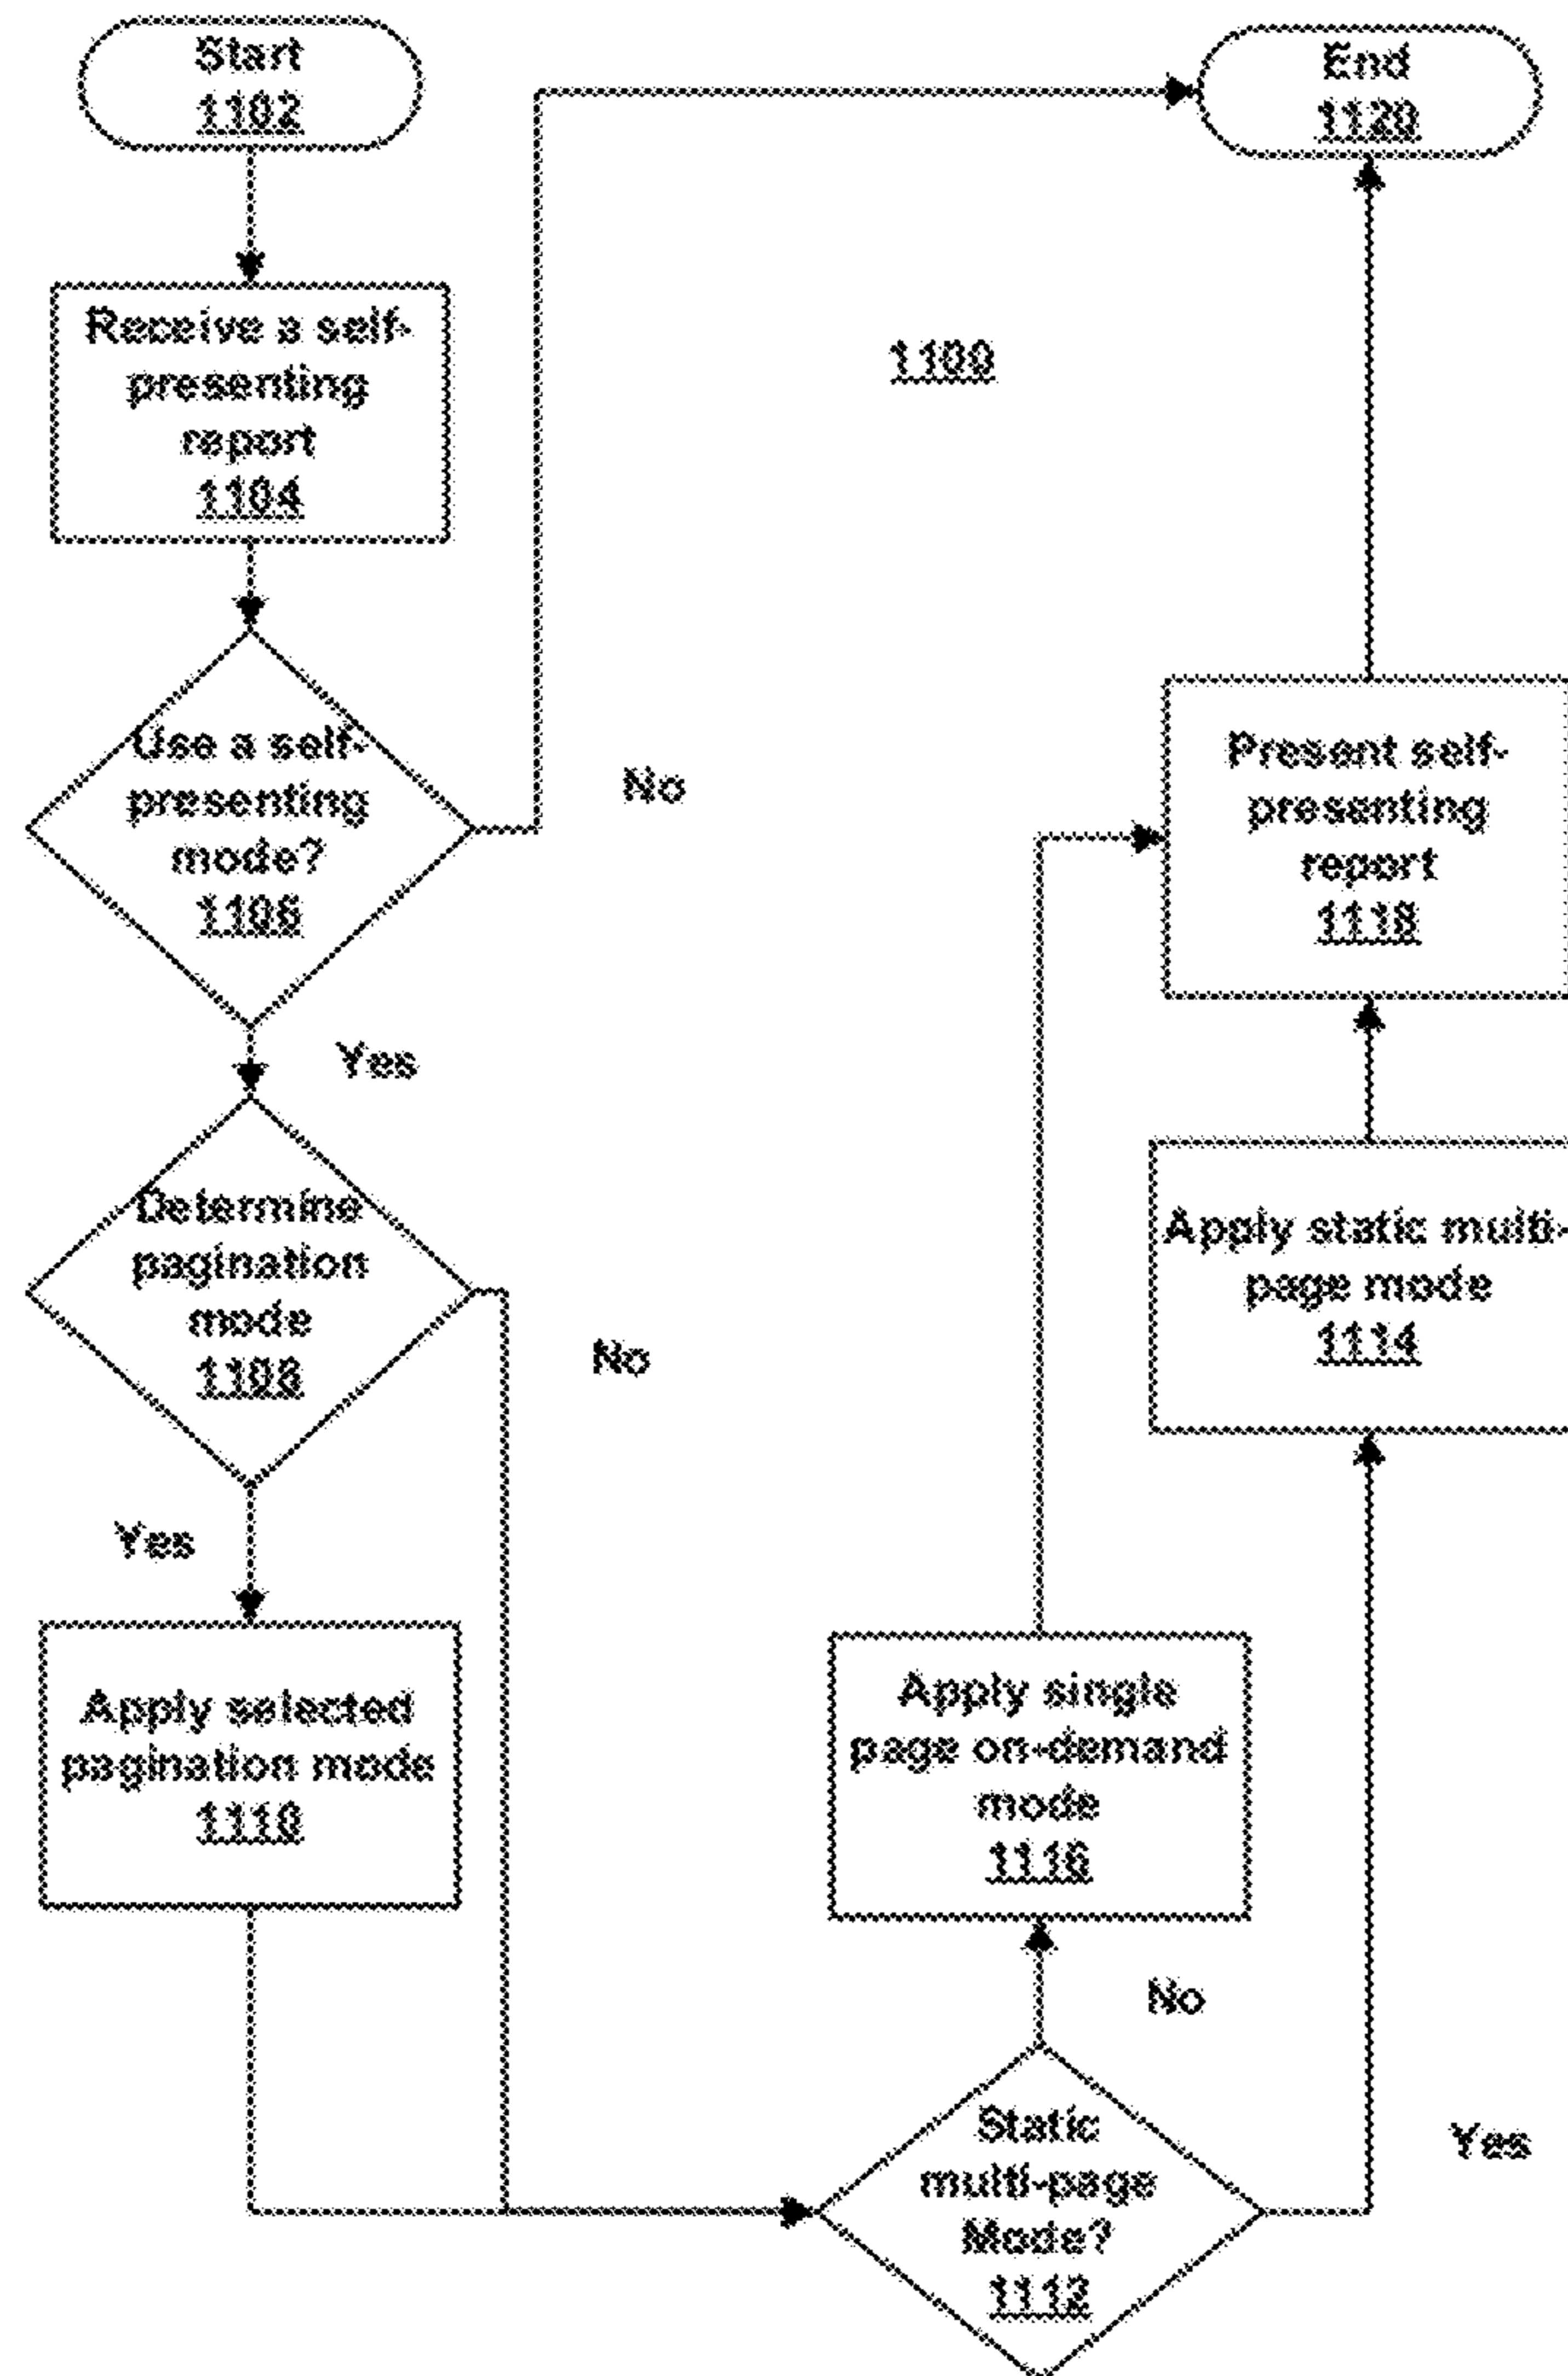 Start
1102
Receive a self-
presenting
report
1104
Use a self-
presenting
mode?
1106
No
Yes
Determine
pagination
mode
1108
No
Yes
Apply selected
pagination mode
1110
1100
End
1120
Present self-
presenting
report
1118
Apply static multi-
page mode
1114
Apply single
page on-demand
mode
1116
No
Static
multi-page
Mode?
1112
Yes